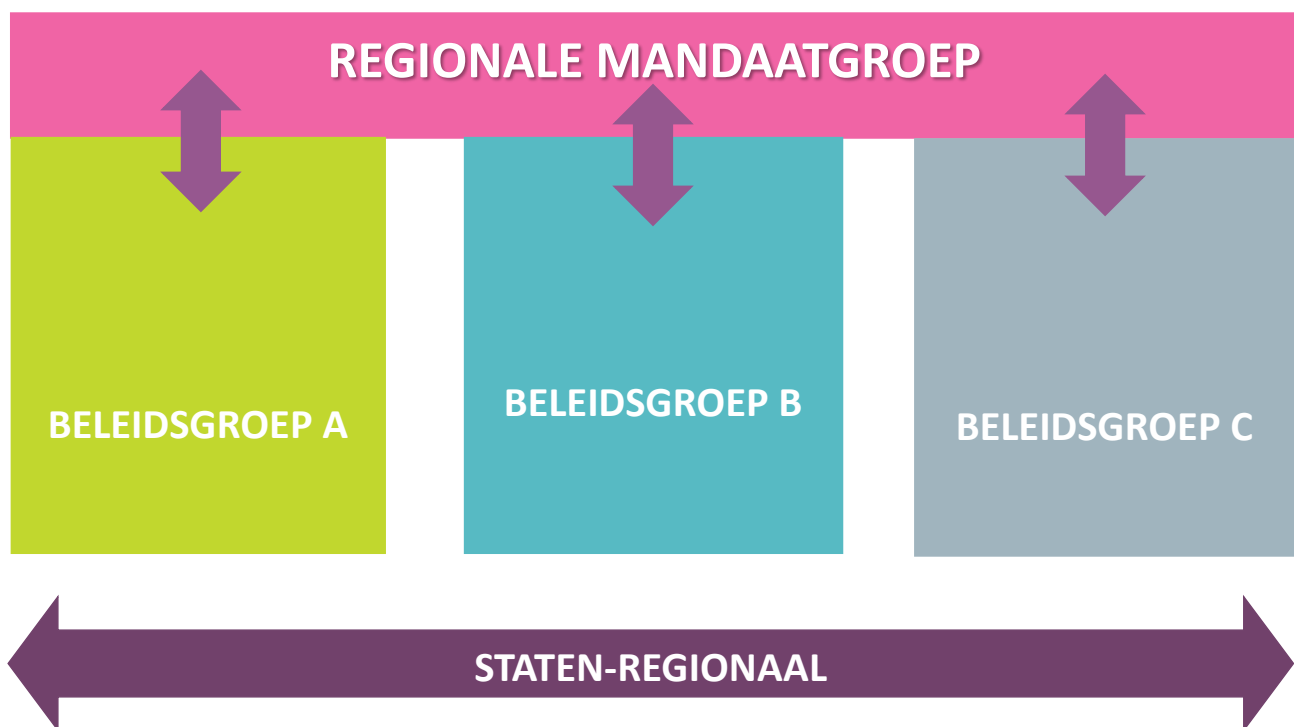 REGIONALE MANDAATGROEP
BELEIDSGROEP A
BELEIDSGROEP B
BELEIDSGROEP C
STATEN-REGIONAAL